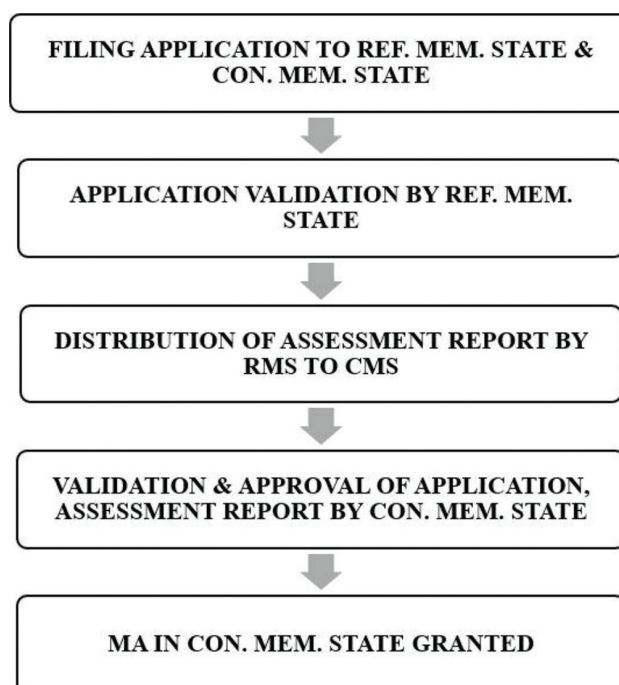 FILING APPLICATION TO REF. MEM. STATE &
CON. MEM. STATE
APPLICATION VALIDATION BY REF. MEM.
STATE
DISTRIBUTION OF ASSESSMENT REPORT BY
RMS TO CMS
VALIDATION & APPROVAL OF APPLICATION,
ASSESSMENT REPORT BY CON. MEM. STATE
MA IN CON. MEM. STATE GRANTED